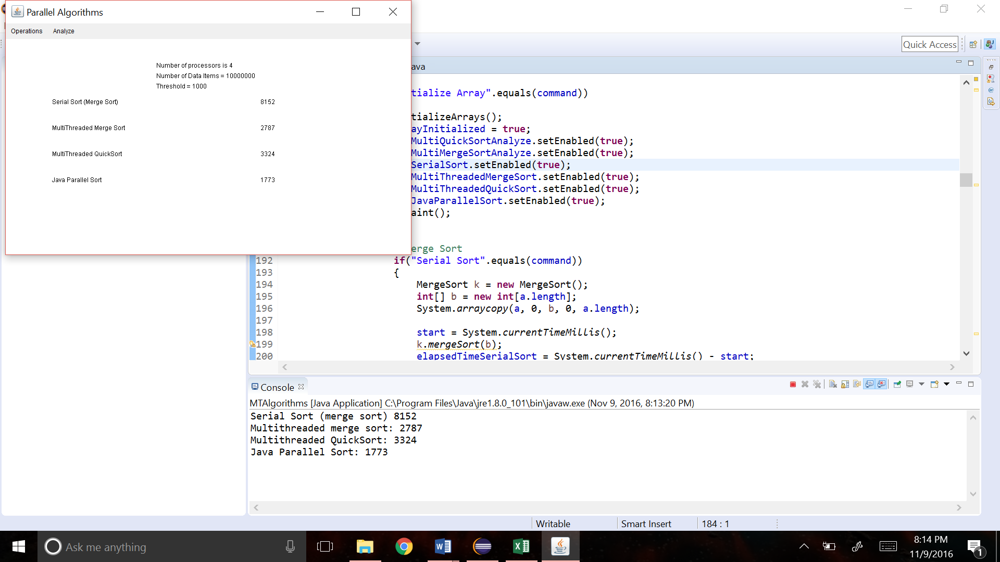 Parallel Algorithms
Operations Analyze
Number of processors is 4
Number of Data Items = 10000000
Threshold = 1000
Serial Sort (Merge Sort) 8152
MultiThreaded Merge Sort 2787
MultiThreaded QuickSort 3324
Java Parallel Sort 1773
Quick Access
ava
tialize Array".equals(command))
tializeArrays();
ayInitialized = true;
MultiQuickSortAnalyze.setEnabled(true);
MultiMergeSortAnalyze.setEnabled(true);
SerialSort.setEnabled(true);
MultiThreadedMergeSort.setEnabled(true);
MultiThreadedQuickSort.setEnabled(true);
JavaParallelSort.setEnabled(true);
aint();
erge Sort
192 if("Serial Sort".equals(command))
193 {
194 MergeSort k = new MergeSort();
195 int[] b = new int[a.length];
196 System.arraycopy(a, 0, b, 0, a.length);
197
198 start = System.currentTimeMillis();
199 k.mergeSort(b);
200 elapsedTimeSerialSort = System.currentTimeMillis() - start;
Console
MTAlgorithms [Java Application] C:\Program Files\Java\jre1.8.0_101\bin\javaw.exe (Nov 9, 2016, 8:13:20 PM)
Serial Sort (merge sort) 8152
Multithreaded merge sort: 2787
Multithreaded QuickSort: 3324
Java Parallel Sort: 1773
Writable Smart Insert 184 : 1
Ask me anything
8:14 PM
11/9/2016
1